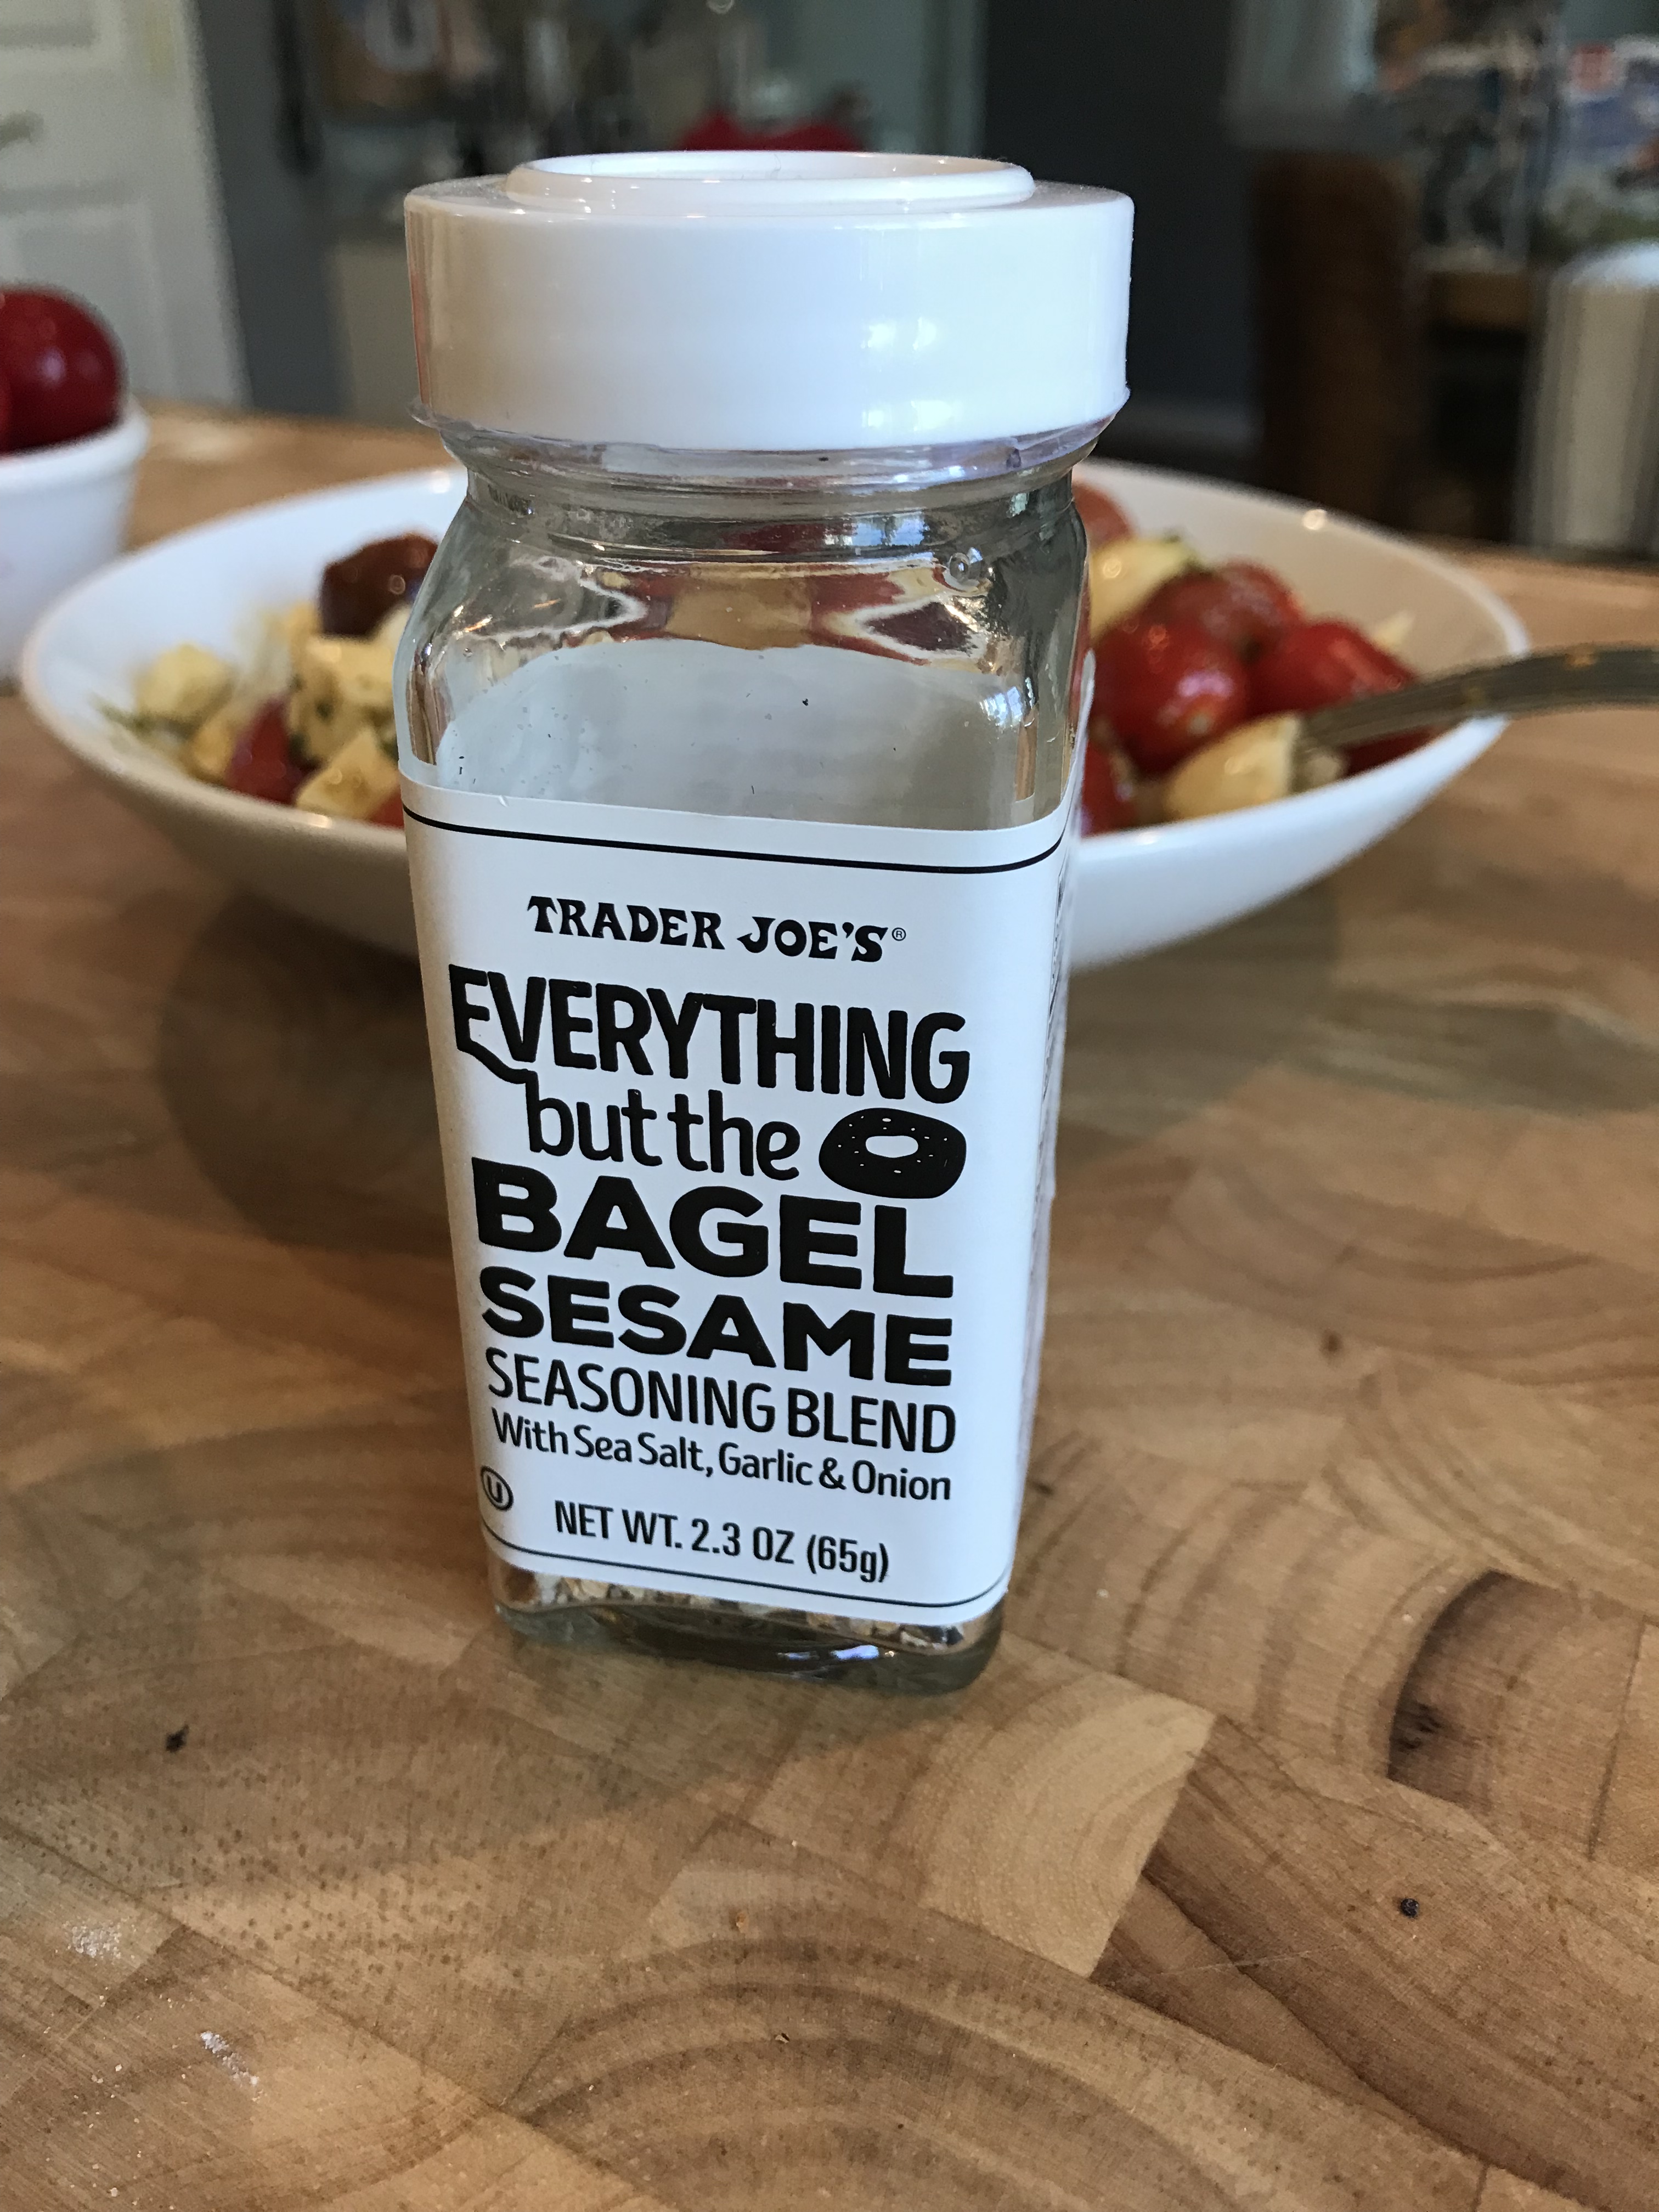 TRADER JOE'S®
EVERYTHING
but the
BAGEL
SESAME
SEASONING BLEND
With Sea Salt, Garlic & Onion
U
NET WT. 2.3 OZ (65g)